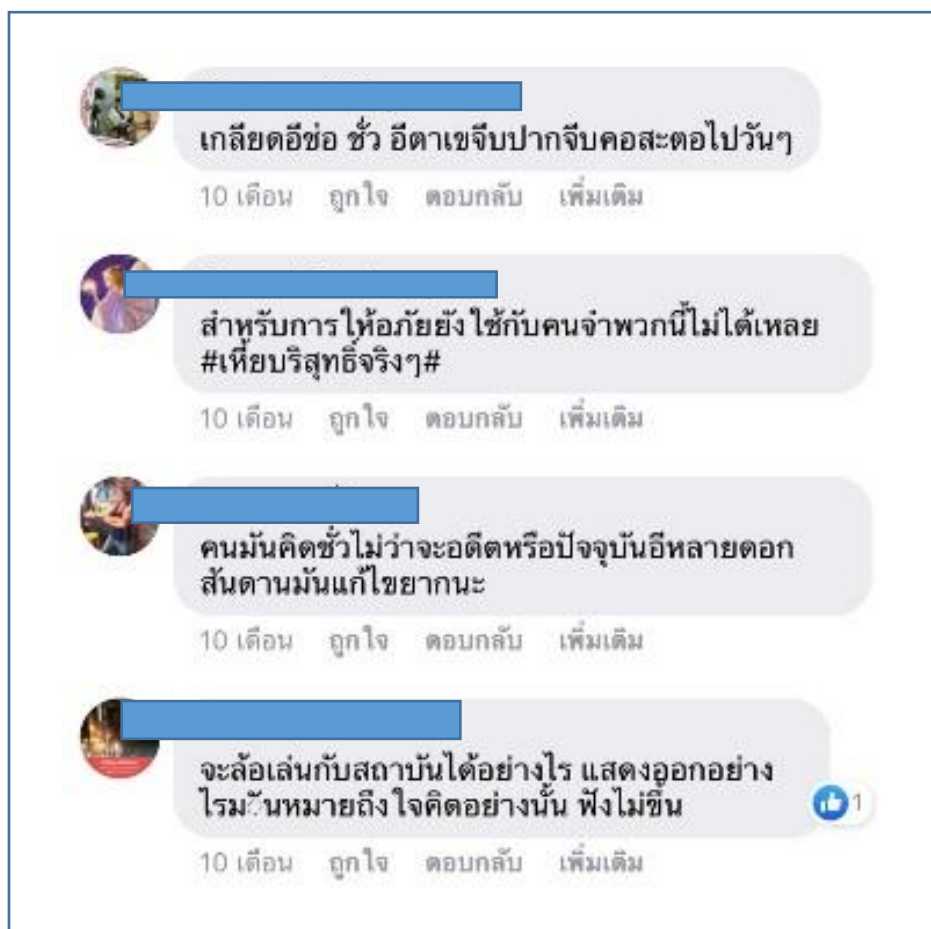 เกลียดอีช่อ ชั่ว อีตาเขจีบปากจีบคอสะตอไปวันๆ
10 เดือน ถูกใจ ตอบกลับ เพิ่มเติม
สำหรับการให้อภัยยังใช้กับคนจำพวกนี้ไม่ได้เหลย
#เหี้ยบริสุทธิ์จริงๆ#
10 เดือน ถูกใจ ตอบกลับ เพิ่มเติม
คนมันคิดชั่วไม่ว่าจะอดีตหรือปัจจุบันอีหลายดอก
สันดานมันแก้ไขยากนะ
10 เดือน ถูกใจ ตอบกลับ เพิ่มเติม
จะล้อเล่นกับสถาบันได้อย่างไร แสดงออกอย่าง
ไรมัันหมายถึงใจคิดอย่างนั้น ฟังไม่ขึ้น
1
10 เดือน ถูกใจ ตอบกลับ เพิ่มเติม